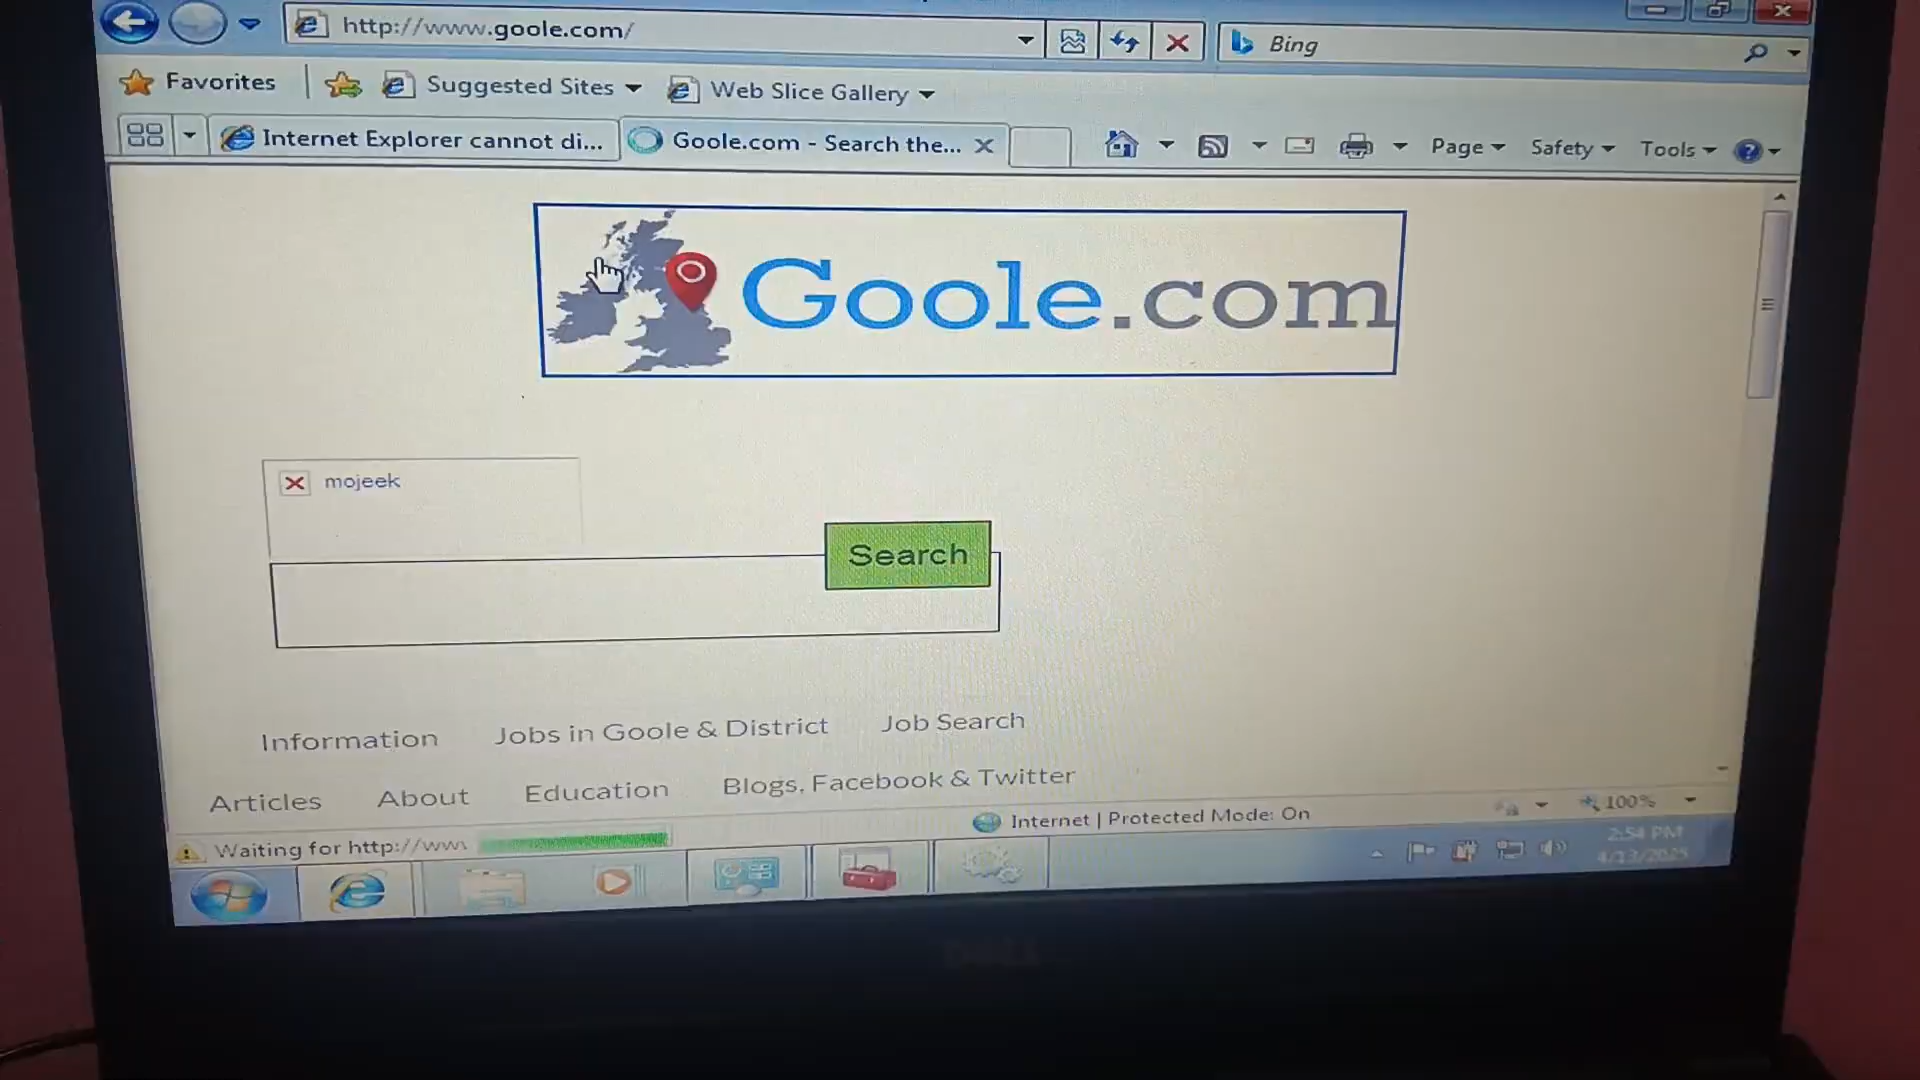 http://www.goole.com/
Bing
Favorites
Suggested Sites
Web Slice Gallery
Internet Explorer cannot di...
Goole.com - Search the...
Page
Safety
Tools
Goole.com
mojeek
Search
Information
Jobs in Goole & District
Job Search
Articles
About
Education
Blogs, Facebook & Twitter
Waiting for http://www
Internet | Protected Mode: On
100%
2:54 PM
4/13/2025